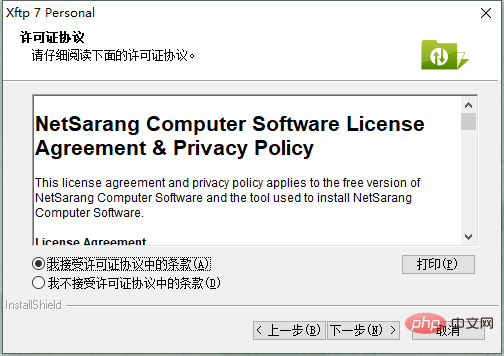 Xftp 7 Personal
许可证协议
请仔细阅读下面的许可证协议。
NetSarang Computer Software License
Agreement & Privacy Policy
This license agreement and privacy policy applies to the free version of
NetSarang Computer Software and the tool used to install NetSarang
Computer Software.
License Agreement
我接受许可证协议中的条款(A)
打印(P)
我不接受许可证协议中的条款(D)
InstallShield
< 上一步(B)
下一步(N) >
取消
php 中文网